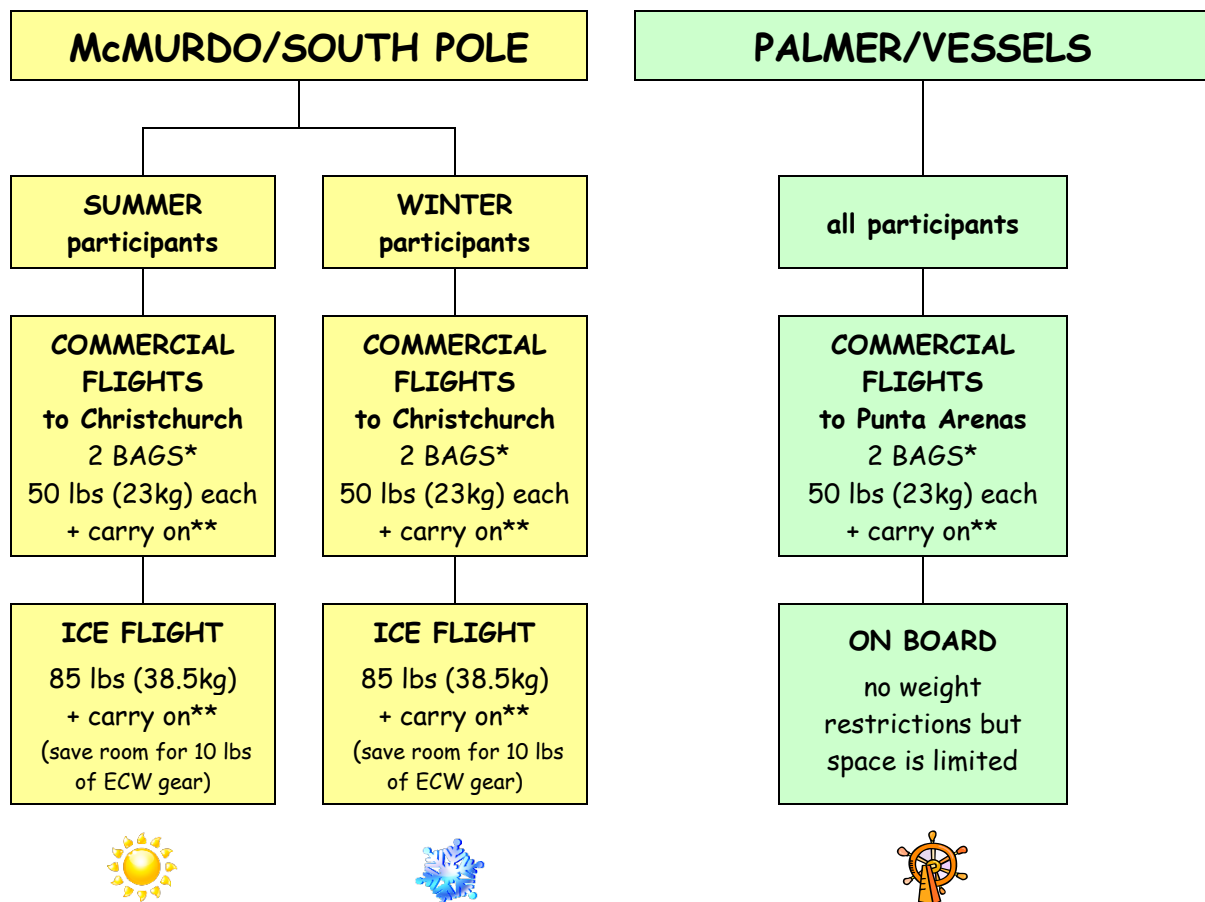 McMURDO/SOUTH POLE
SUMMER
participants
COMMERCIAL
FLIGHTS
to Christchurch
2 BAGS*
50 lbs (23kg) each
+ carry on**
ICE FLIGHT
85 lbs (38.5kg)
+ carry on**
(save room for 10 lbs
of ECW gear)
WINTER
participants
COMMERCIAL
FLIGHTS
to Christchurch
2 BAGS*
50 lbs (23kg) each
+ carry on**
ICE FLIGHT
85 lbs (38.5kg)
+ carry on**
(save room for 10 lbs
of ECW gear)
PALMER/VESSELS
all participants
COMMERCIAL
FLIGHTS
to Punta Arenas
2 BAGS*
50 lbs (23kg) each
+ carry on**
ON BOARD
no weight
restrictions but
space is limited